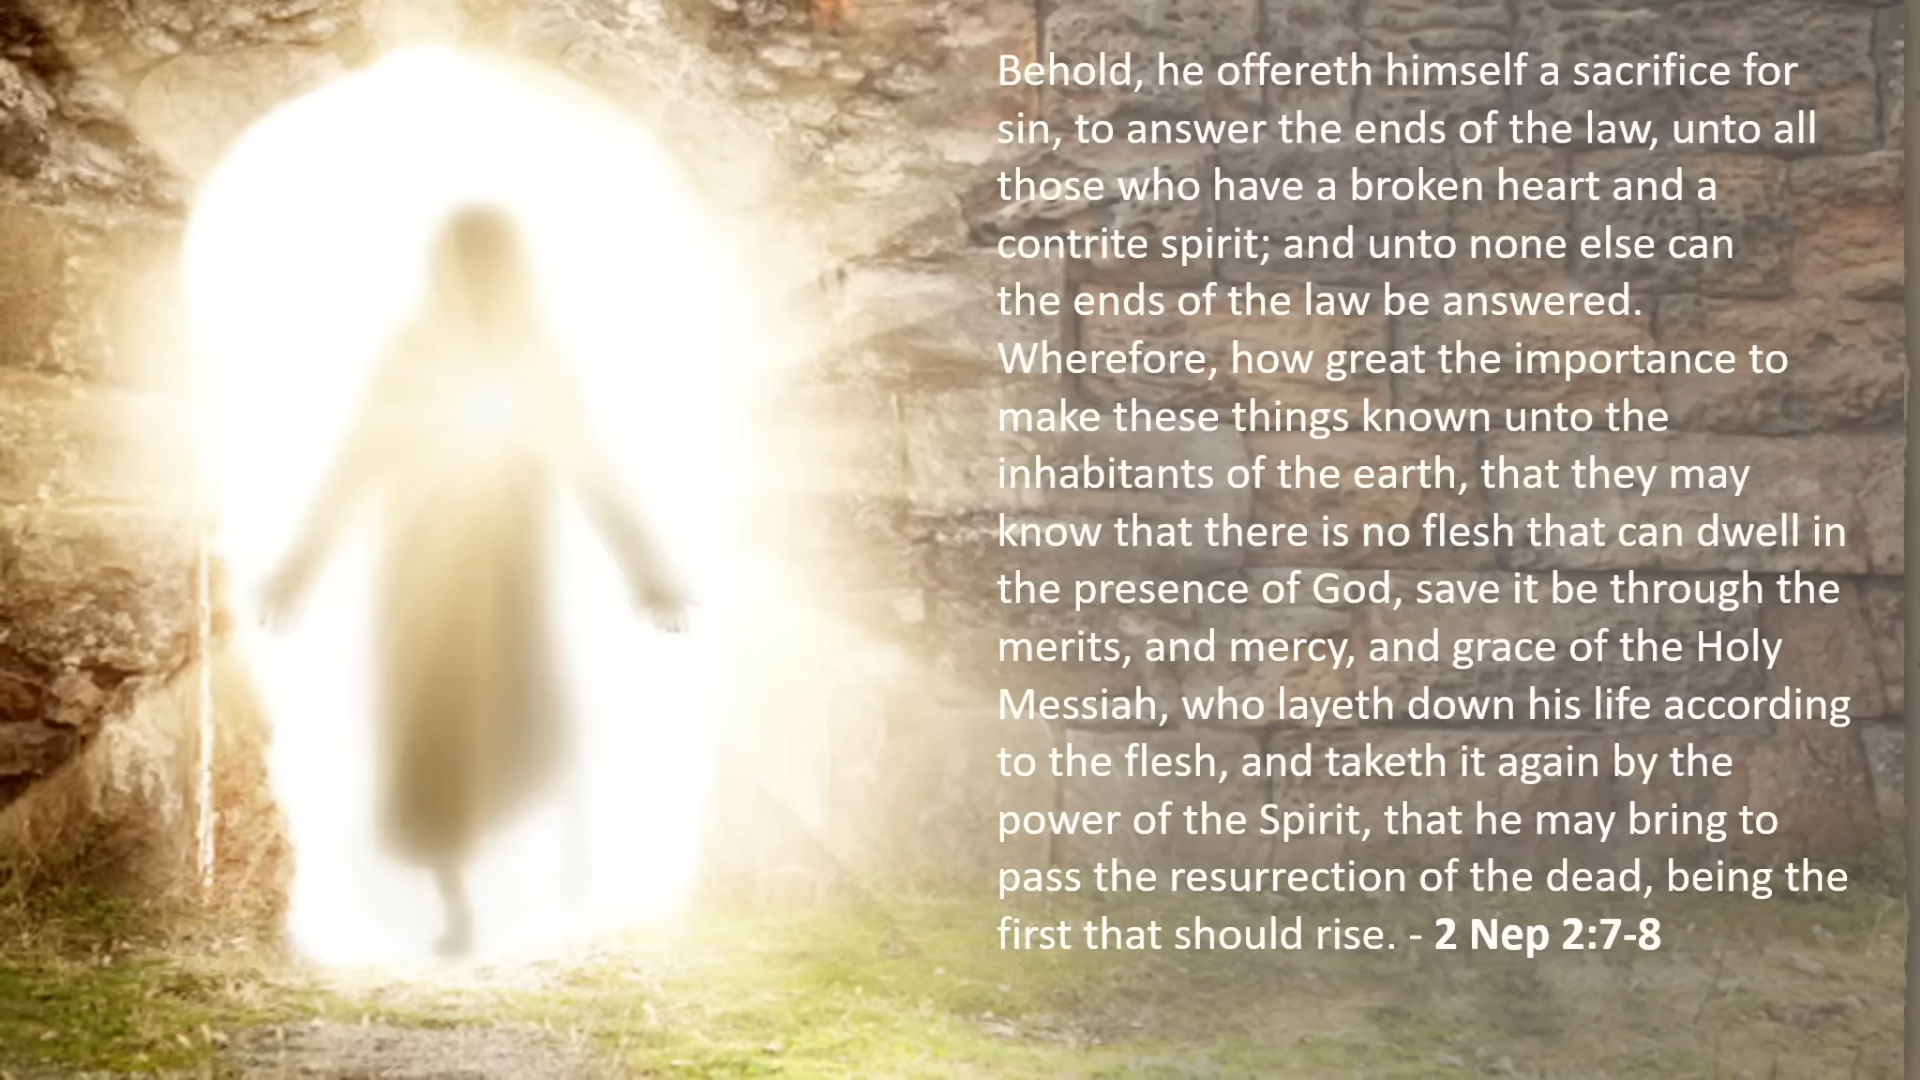 Behold, he offereth himself a sacrifice for
sin, to answer the ends of the law, unto all
those who have a broken heart and a
contrite spirit; and unto none else can
the ends of the law be answered.
Wherefore, how great the importance to
make these things known unto the
inhabitants of the earth, that they may
know that there is no flesh that can dwell in
the presence of God, save it be through the
merits, and mercy, and grace of the Holy
Messiah, who layeth down his life according
to the flesh, and taketh it again by the
power of the Spirit, that he may bring to
pass the resurrection of the dead, being the
first that should rise. - 2 Nep 2:7-8